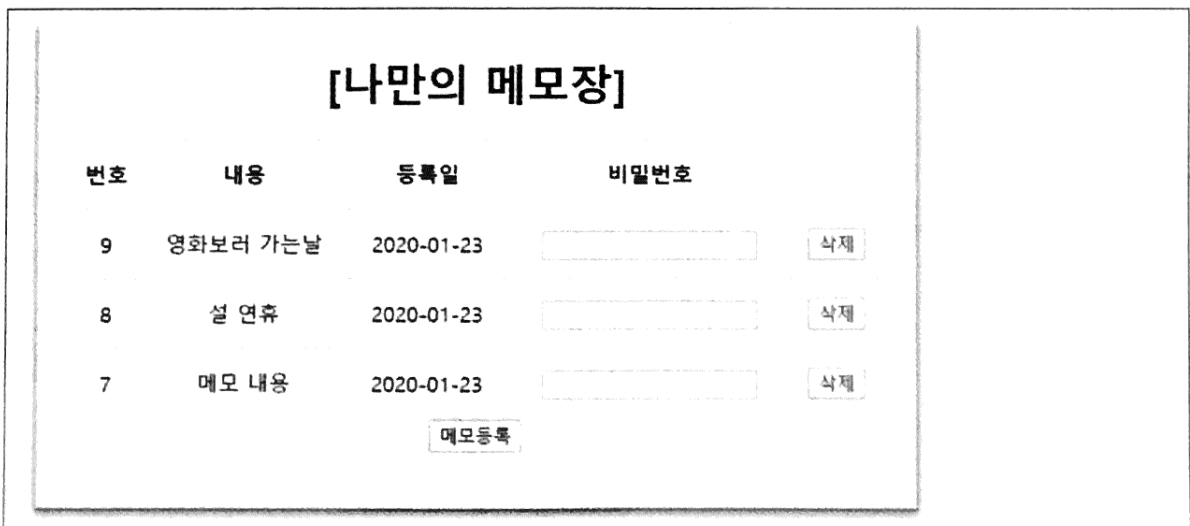 [나만의 메모장]
번호 내용 등록일 비밀번호
9 영화보러 가는날 2020-01-23 삭제
8 설 연휴 2020-01-23 삭제
7 메모 내용 2020-01-23 삭제
메모등록